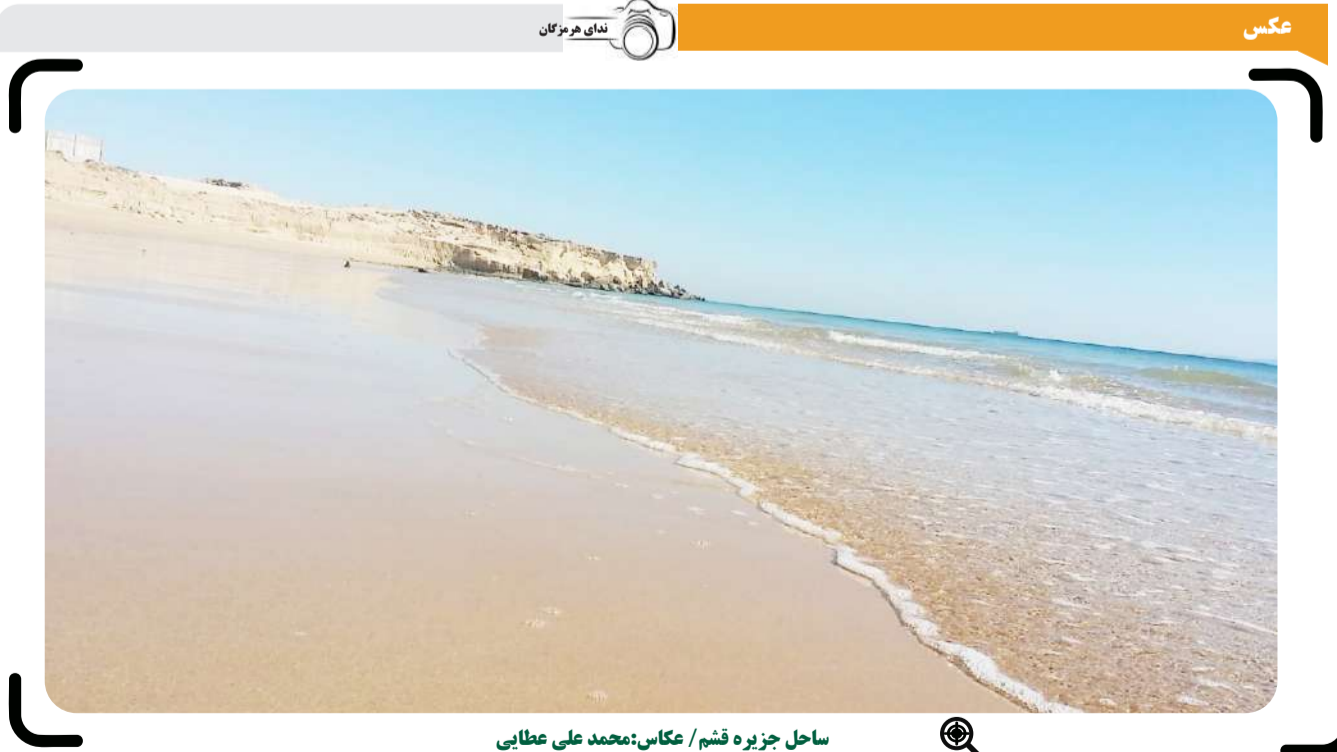 عکس
ندای هرمزگان
ساحل جزیره قشم/ عکاس:محمد علی عطایی